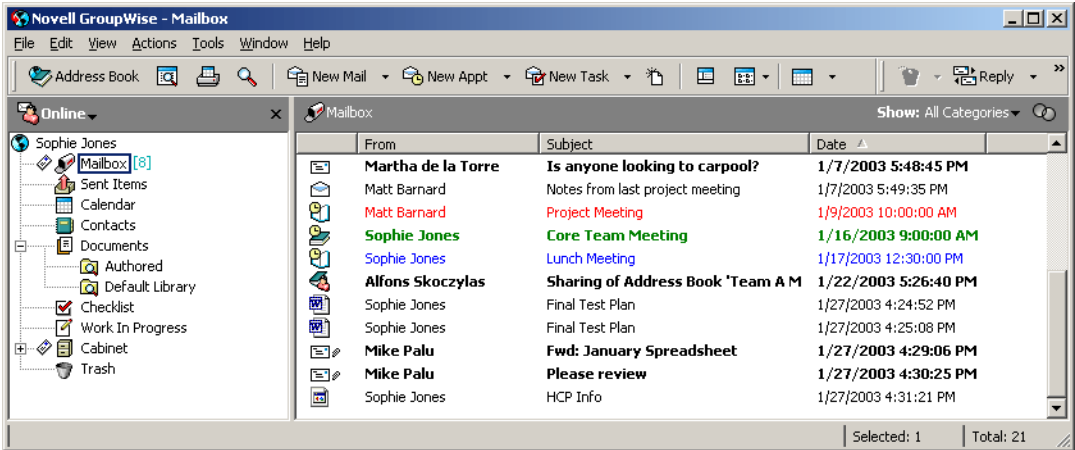 Novell GroupWise - Mailbox
File Edit View Actions Tools Window Help
Address Book New Mail New Appt New Task Reply »
Online Mailbox Show: All Categories
Sophie Jones
Mailbox [8]
Sent Items
Calendar
Contacts
Documents
Authored
Default Library
Checklist
Work In Progress
Cabinet
Trash
From Subject Date
Martha de la Torre Is anyone looking to carpool? 1/7/2003 5:48:45 PM
Matt Barnard Notes from last project meeting 1/7/2003 5:49:35 PM
Matt Barnard Project Meeting 1/9/2003 10:00:00 AM
Sophie Jones Core Team Meeting 1/16/2003 9:00:00 AM
Sophie Jones Lunch Meeting 1/17/2003 12:30:00 PM
Alfons Skoczylas Sharing of Address Book 'Team A M 1/22/2003 5:26:40 PM
Sophie Jones Final Test Plan 1/27/2003 4:24:52 PM
Sophie Jones Final Test Plan 1/27/2003 4:25:08 PM
Mike Palu Fwd: January Spreadsheet 1/27/2003 4:29:06 PM
Mike Palu Please review 1/27/2003 4:30:25 PM
Sophie Jones HCP Info 1/27/2003 4:31:21 PM
Selected: 1 Total: 21